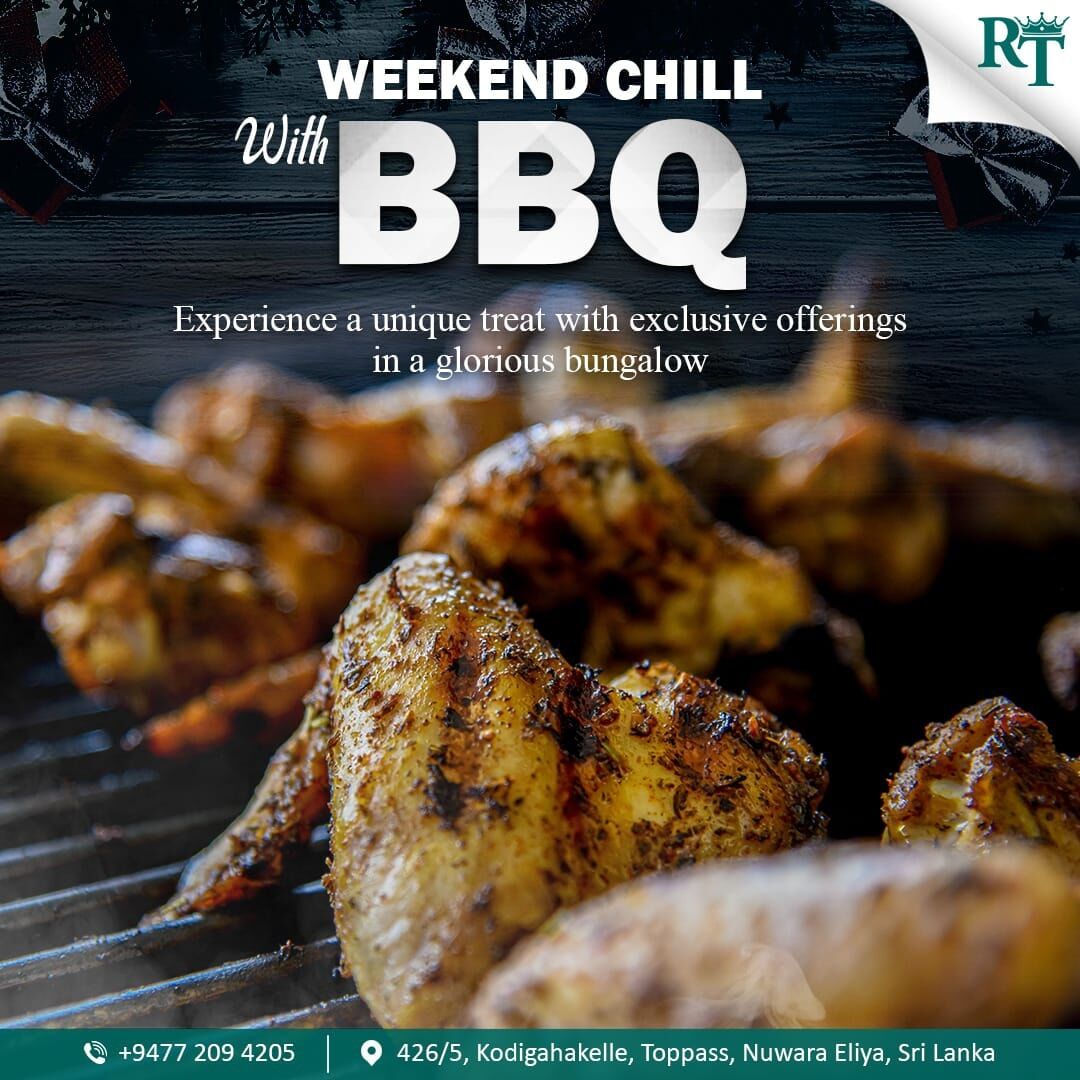 RT
WEEKEND CHILL
With
BBQ
Experience a unique treat with exclusive offerings
in a glorious bungalow
+9477 209 4205
426/5, Kodigahakelle, Toppass, Nuwara Eliya, Sri Lanka